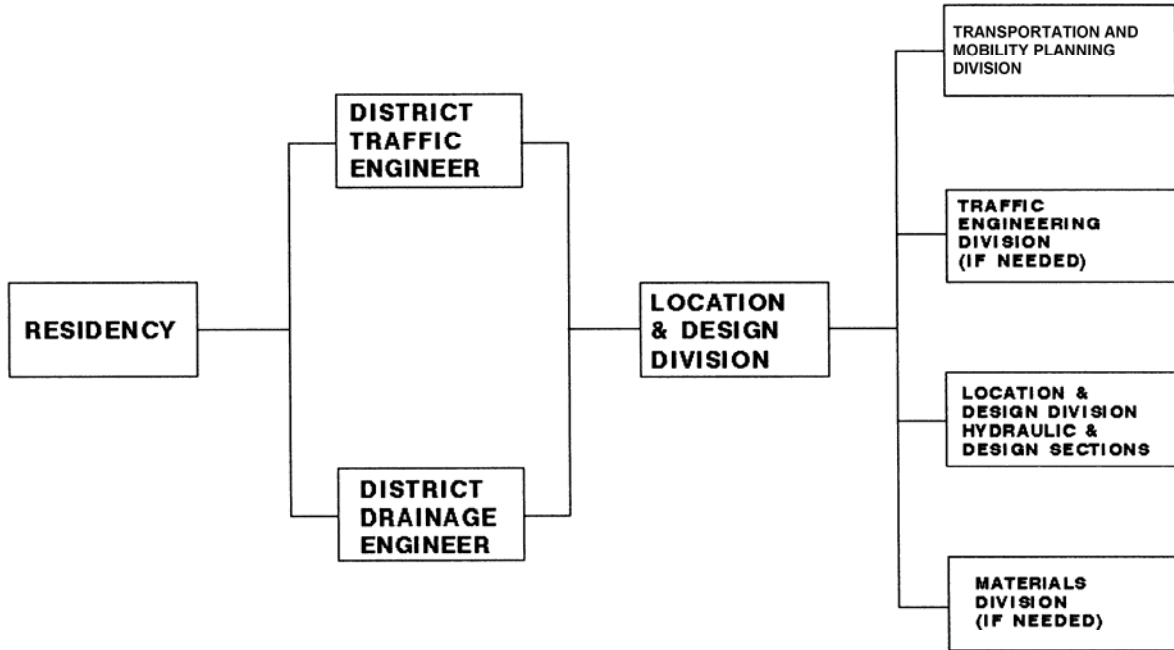 RESIDENCY
DISTRICT
TRAFFIC
ENGINEER
DISTRICT
DRAINAGE
ENGINEER
LOCATION
& DESIGN
DIVISION
TRANSPORTATION AND
MOBILITY PLANNING
DIVISION
TRAFFIC
ENGINEERING
DIVISION
(IF NEEDED)
LOCATION &
DESIGN DIVISION
HYDRAULIC &
DESIGN SECTIONS
MATERIALS
DIVISION
(IF NEEDED)